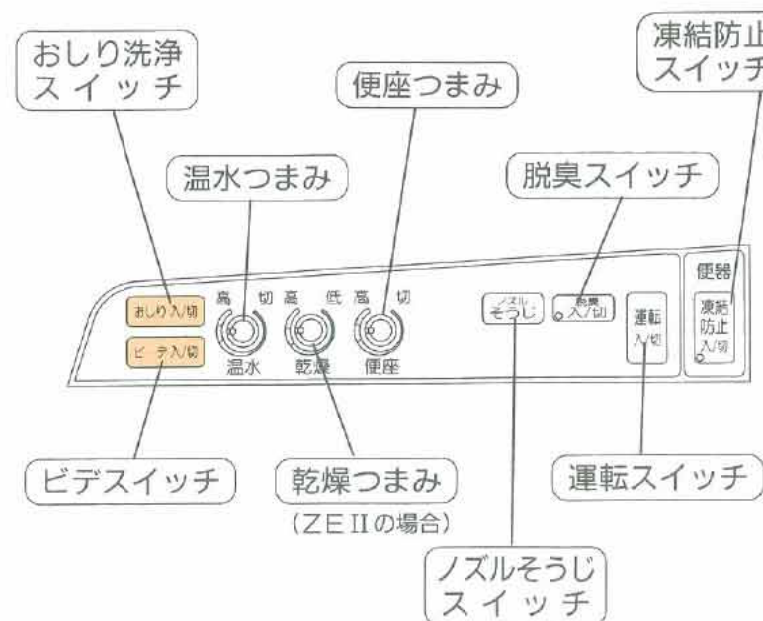 おしり洗浄
スイッチ
便座つまみ
凍結防止
スイッチ
温水つまみ
脱臭スイッチ
おしり入/切
ビデ入/切
高 切
温水
高 低
乾燥
高 切
便座
ノズル
そうじ
脱臭
入/切
運転
入/切
便器
凍結
防止
入/切
ビデスイッチ
乾燥つまみ
(ZEIIの場合)
運転スイッチ
ノズルそうじ
スイッチ